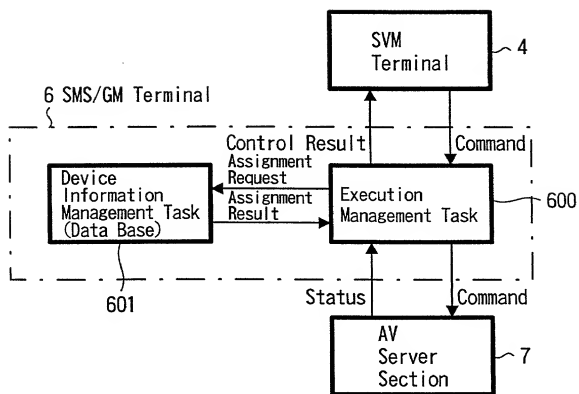 SVM
Terminal
4
6 SMS/GM Terminal
Control Result
Command
Assignment
Request
Device
Information
Management Task
(Data Base)
Assignment
Result
Execution
Management Task
600
601
Status
Command
AV
Server
Section
7